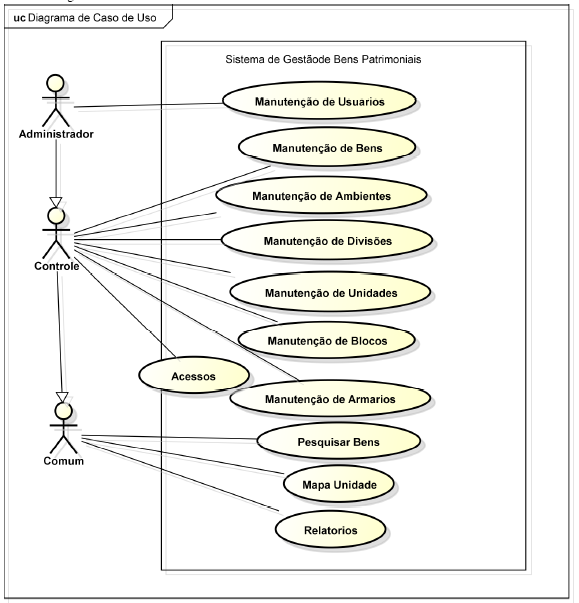 uc Diagrama de Caso de Uso
Sistema de Gestãode Bens Patrimoniais
Manutenção de Usuarios
Administrador
Manutenção de Bens
Manutenção de Ambientes
Manutenção de Divisões
Controle
Manutenção de Unidades
Manutenção de Blocos
Acessos
Manutenção de Armarios
Pesquisar Bens
Comum
Mapa Unidade
Relatorios